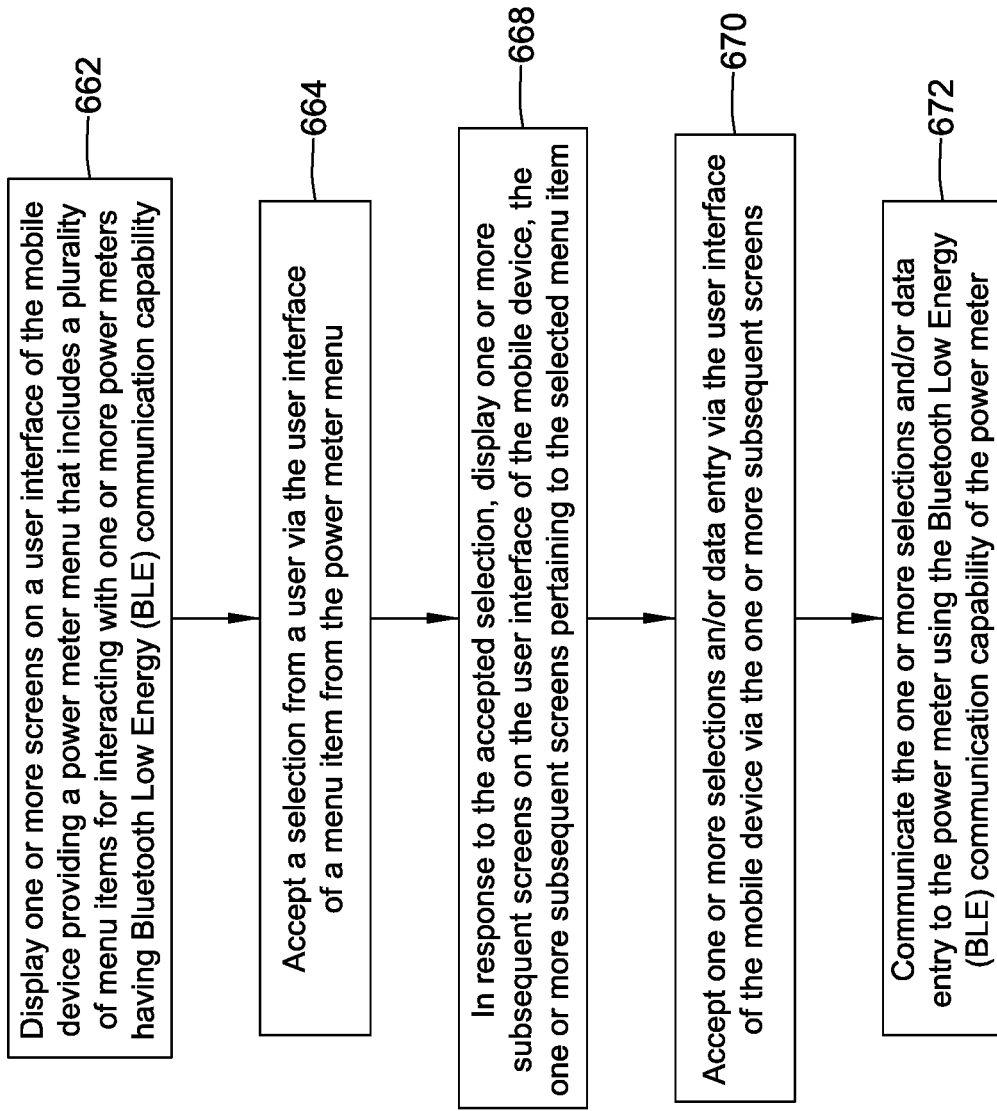 Display one or more screens on a user interface of the mobile
device providing a power meter menu that includes a plurality
of menu items for interacting with one or more power meters
having Bluetooth Low Energy (BLE) communication capability
662
Accept a selection from a user via the user interface
of a menu item from the power meter menu
664
In response to the accepted selection, display one or more
subsequent screens on the user interface of the mobile device, the
one or more subsequent screens pertaining to the selected menu item
668
Accept one or more selections an/or data entry via the user interface
of the mobile device via the one or more subsequent screens
670
Communicate the one or more selections and/or data
entry to the power meter using the Bluetooth Low Energy
(BLE) communication capability of the power meter
672